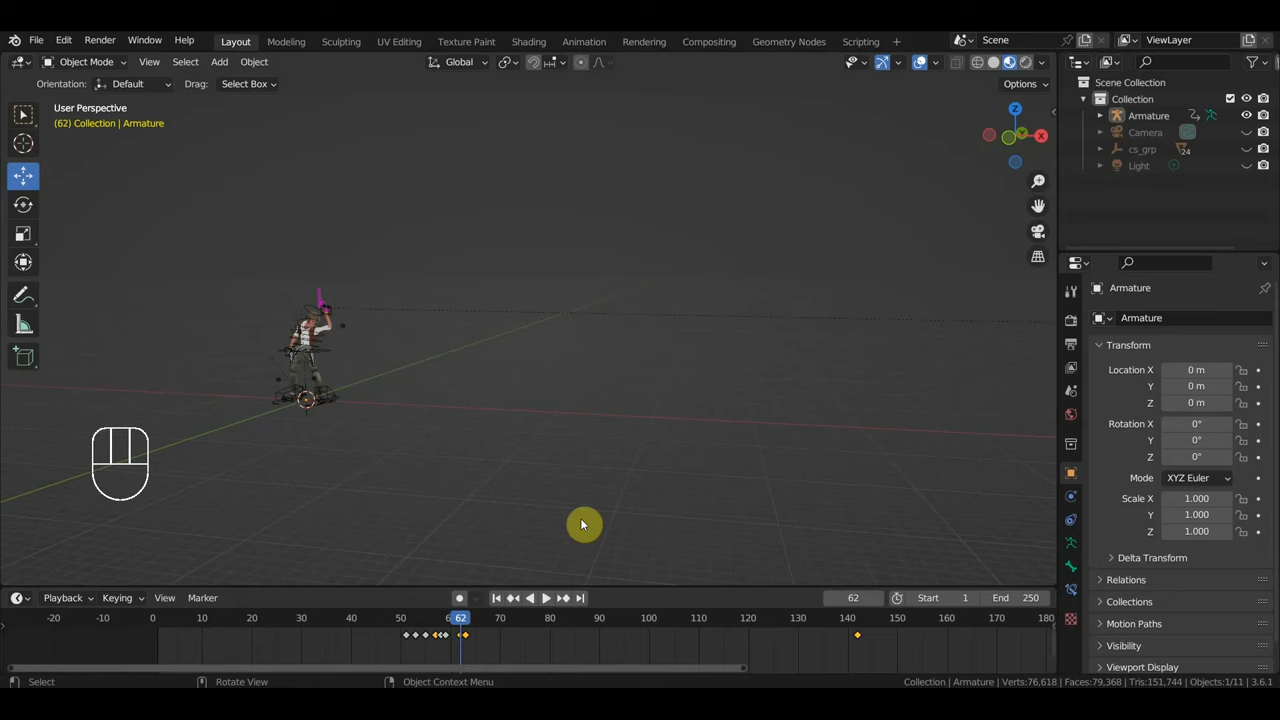 File Edit Render Window Help Layout Modeling Sculpting UV Editing Texture Paint Shading Animation Rendering Compositing Geometry Nodes Scripting + Scene ViewLayer
Object Mode View Select Add Object Global
Orientation: Default Drag: Select Box Options
User Perspective
(62) Collection | Armature
Z
Y
X
Scene Collection
Collection
Armature
Camera
cs_grp 24
Light
Armature
Armature
Transform
Location X 0 m
Y 0 m
Z 0 m
Rotation X 0°
Y 0°
Z 0°
Mode XYZ Euler
Scale X 1.000
Y 1.000
Z 1.000
Delta Transform
Relations
Collections
Motion Paths
Visibility
Viewport Display
Playback Keying View Marker 62 Start 1 End 250
-20 -10 0 10 20 30 40 50 62 70 80 90 100 110 120 130 140 150 160 170 180
Select Rotate View Object Context Menu Collection | Armature | Verts:76,618 | Faces:79,368 | Tris:151,744 | Objects:1/11 | 3.6.1